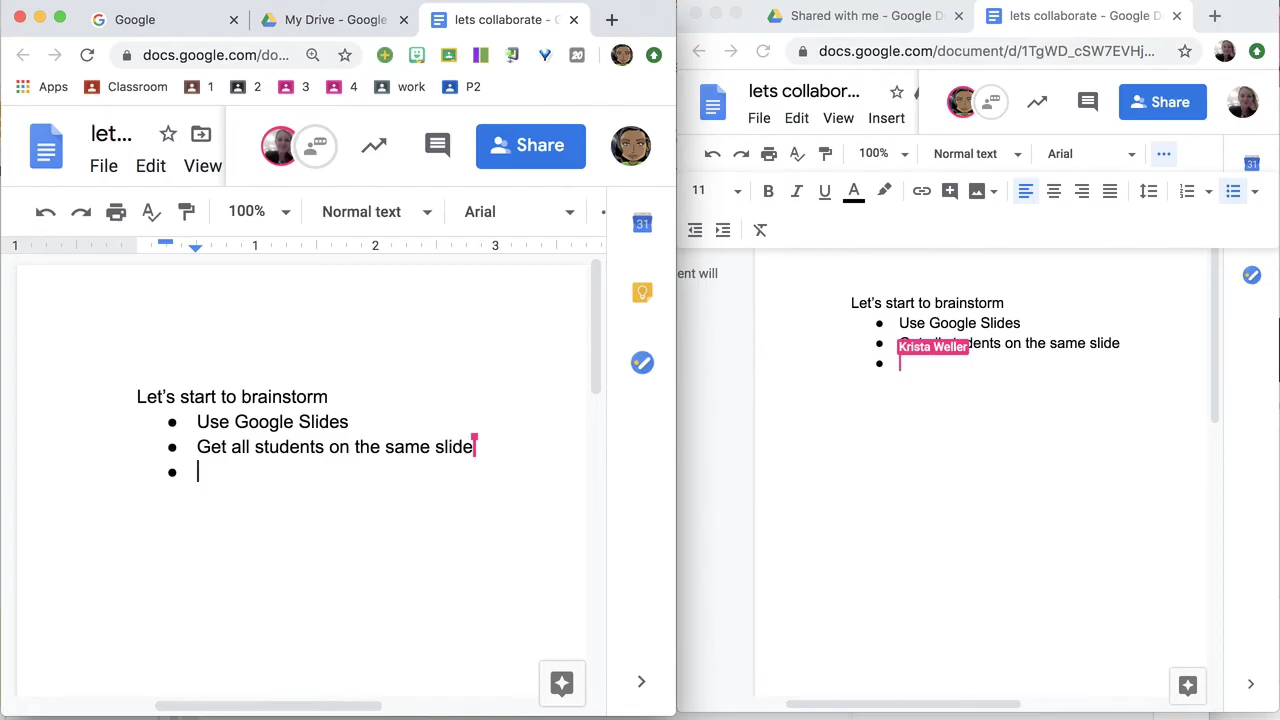 Google
My Drive - Google
lets collaborate - G
docs.google.com/do...
20
Apps
Classroom
1
2
3
4
work
P2
let...
File Edit View
Share
100%
Normal text
Arial
31
1 1 2 3
Let's start to brainstorm
● Use Google Slides
● Get all students on the same slide
●
Shared with me - Google D
lets collaborate - Google D
docs.google.com/document/d/1TgWD_cSW7EVHj...
lets collabor...
File Edit View Insert
Share
100%
Normal text
Arial
31
11
B I U A
ent will
Let's start to brainstorm
● Use Google Slides
dents on the same slide
Krista Weller
●